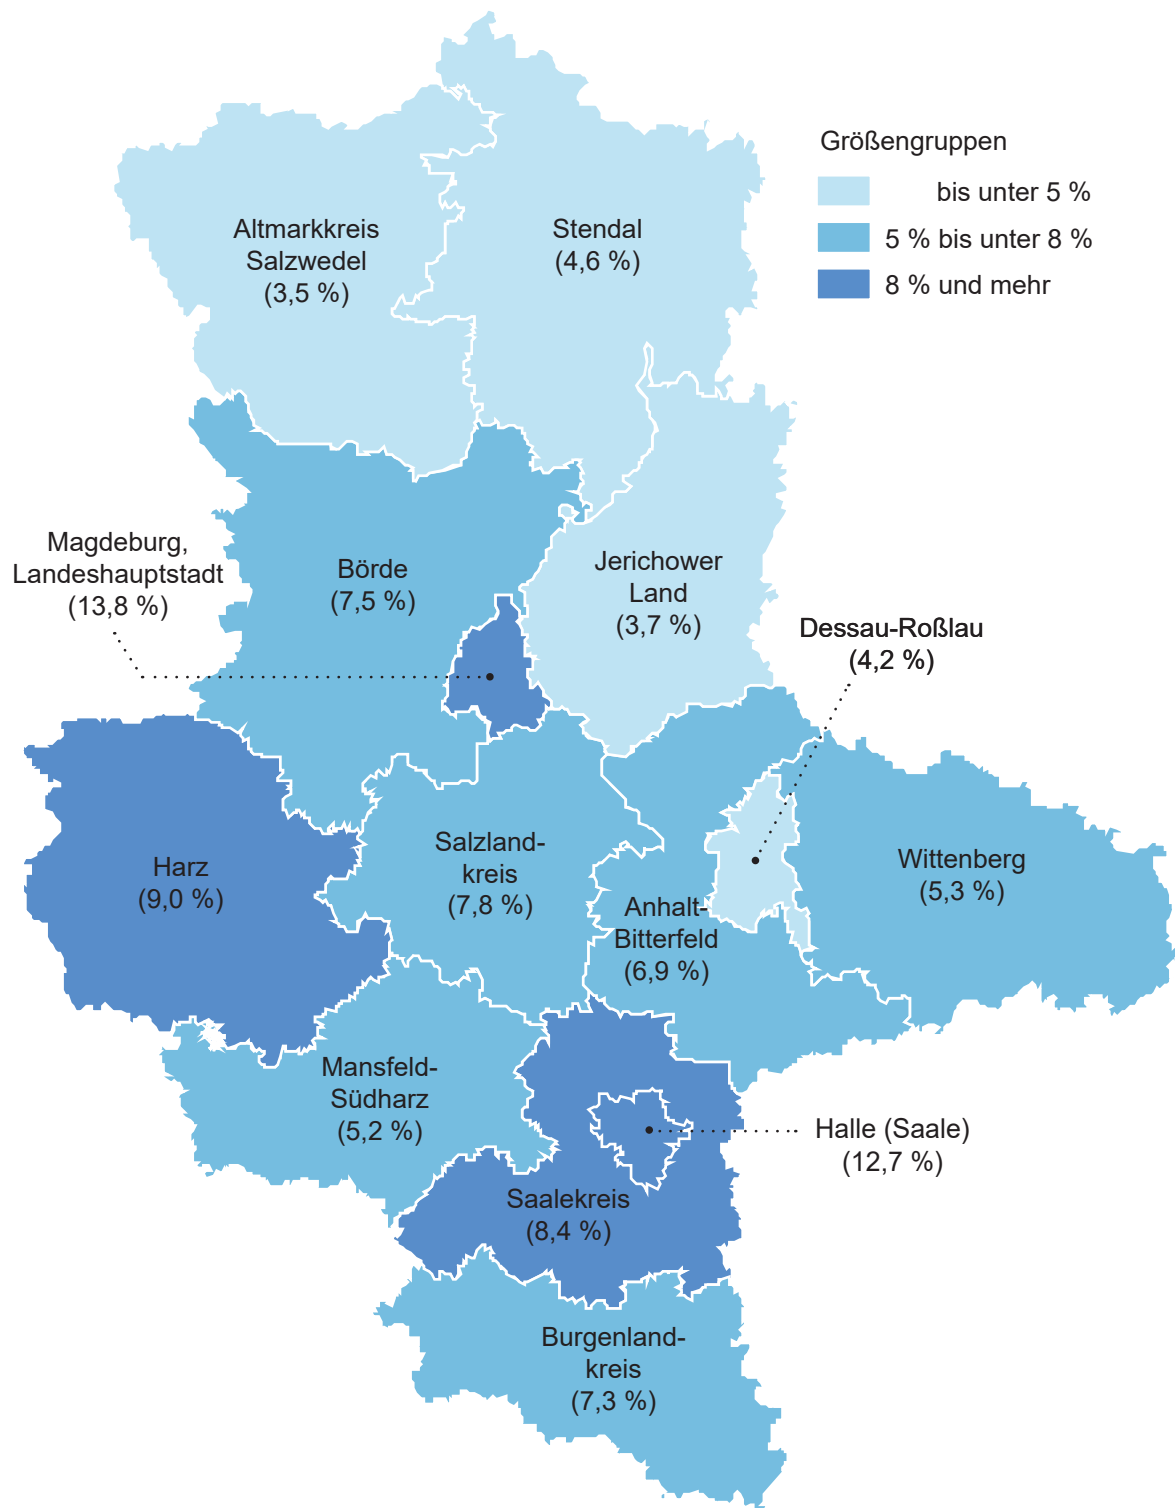 Größengruppen
bis unter 5 %
5 % bis unter 8 %
8 % und mehr
Altmarkkreis
Salzwedel
(3,5 %)
Stendal
(4,6 %)
Magdeburg,
Landeshauptstadt
(13,8 %)
Börde
(7,5 %)
Jerichower
Land
(3,7 %)
Dessau-Roßlau
(4,2 %)
Harz
(9,0 %)
Salzland-
kreis
(7,8 %)
Anhalt-
Bitterfeld
(6,9 %)
Wittenberg
(5,3 %)
Mansfeld-
Südharz
(5,2 %)
Halle (Saale)
(12,7 %)
Saalekreis
(8,4 %)
Burgenland-
kreis
(7,3 %)